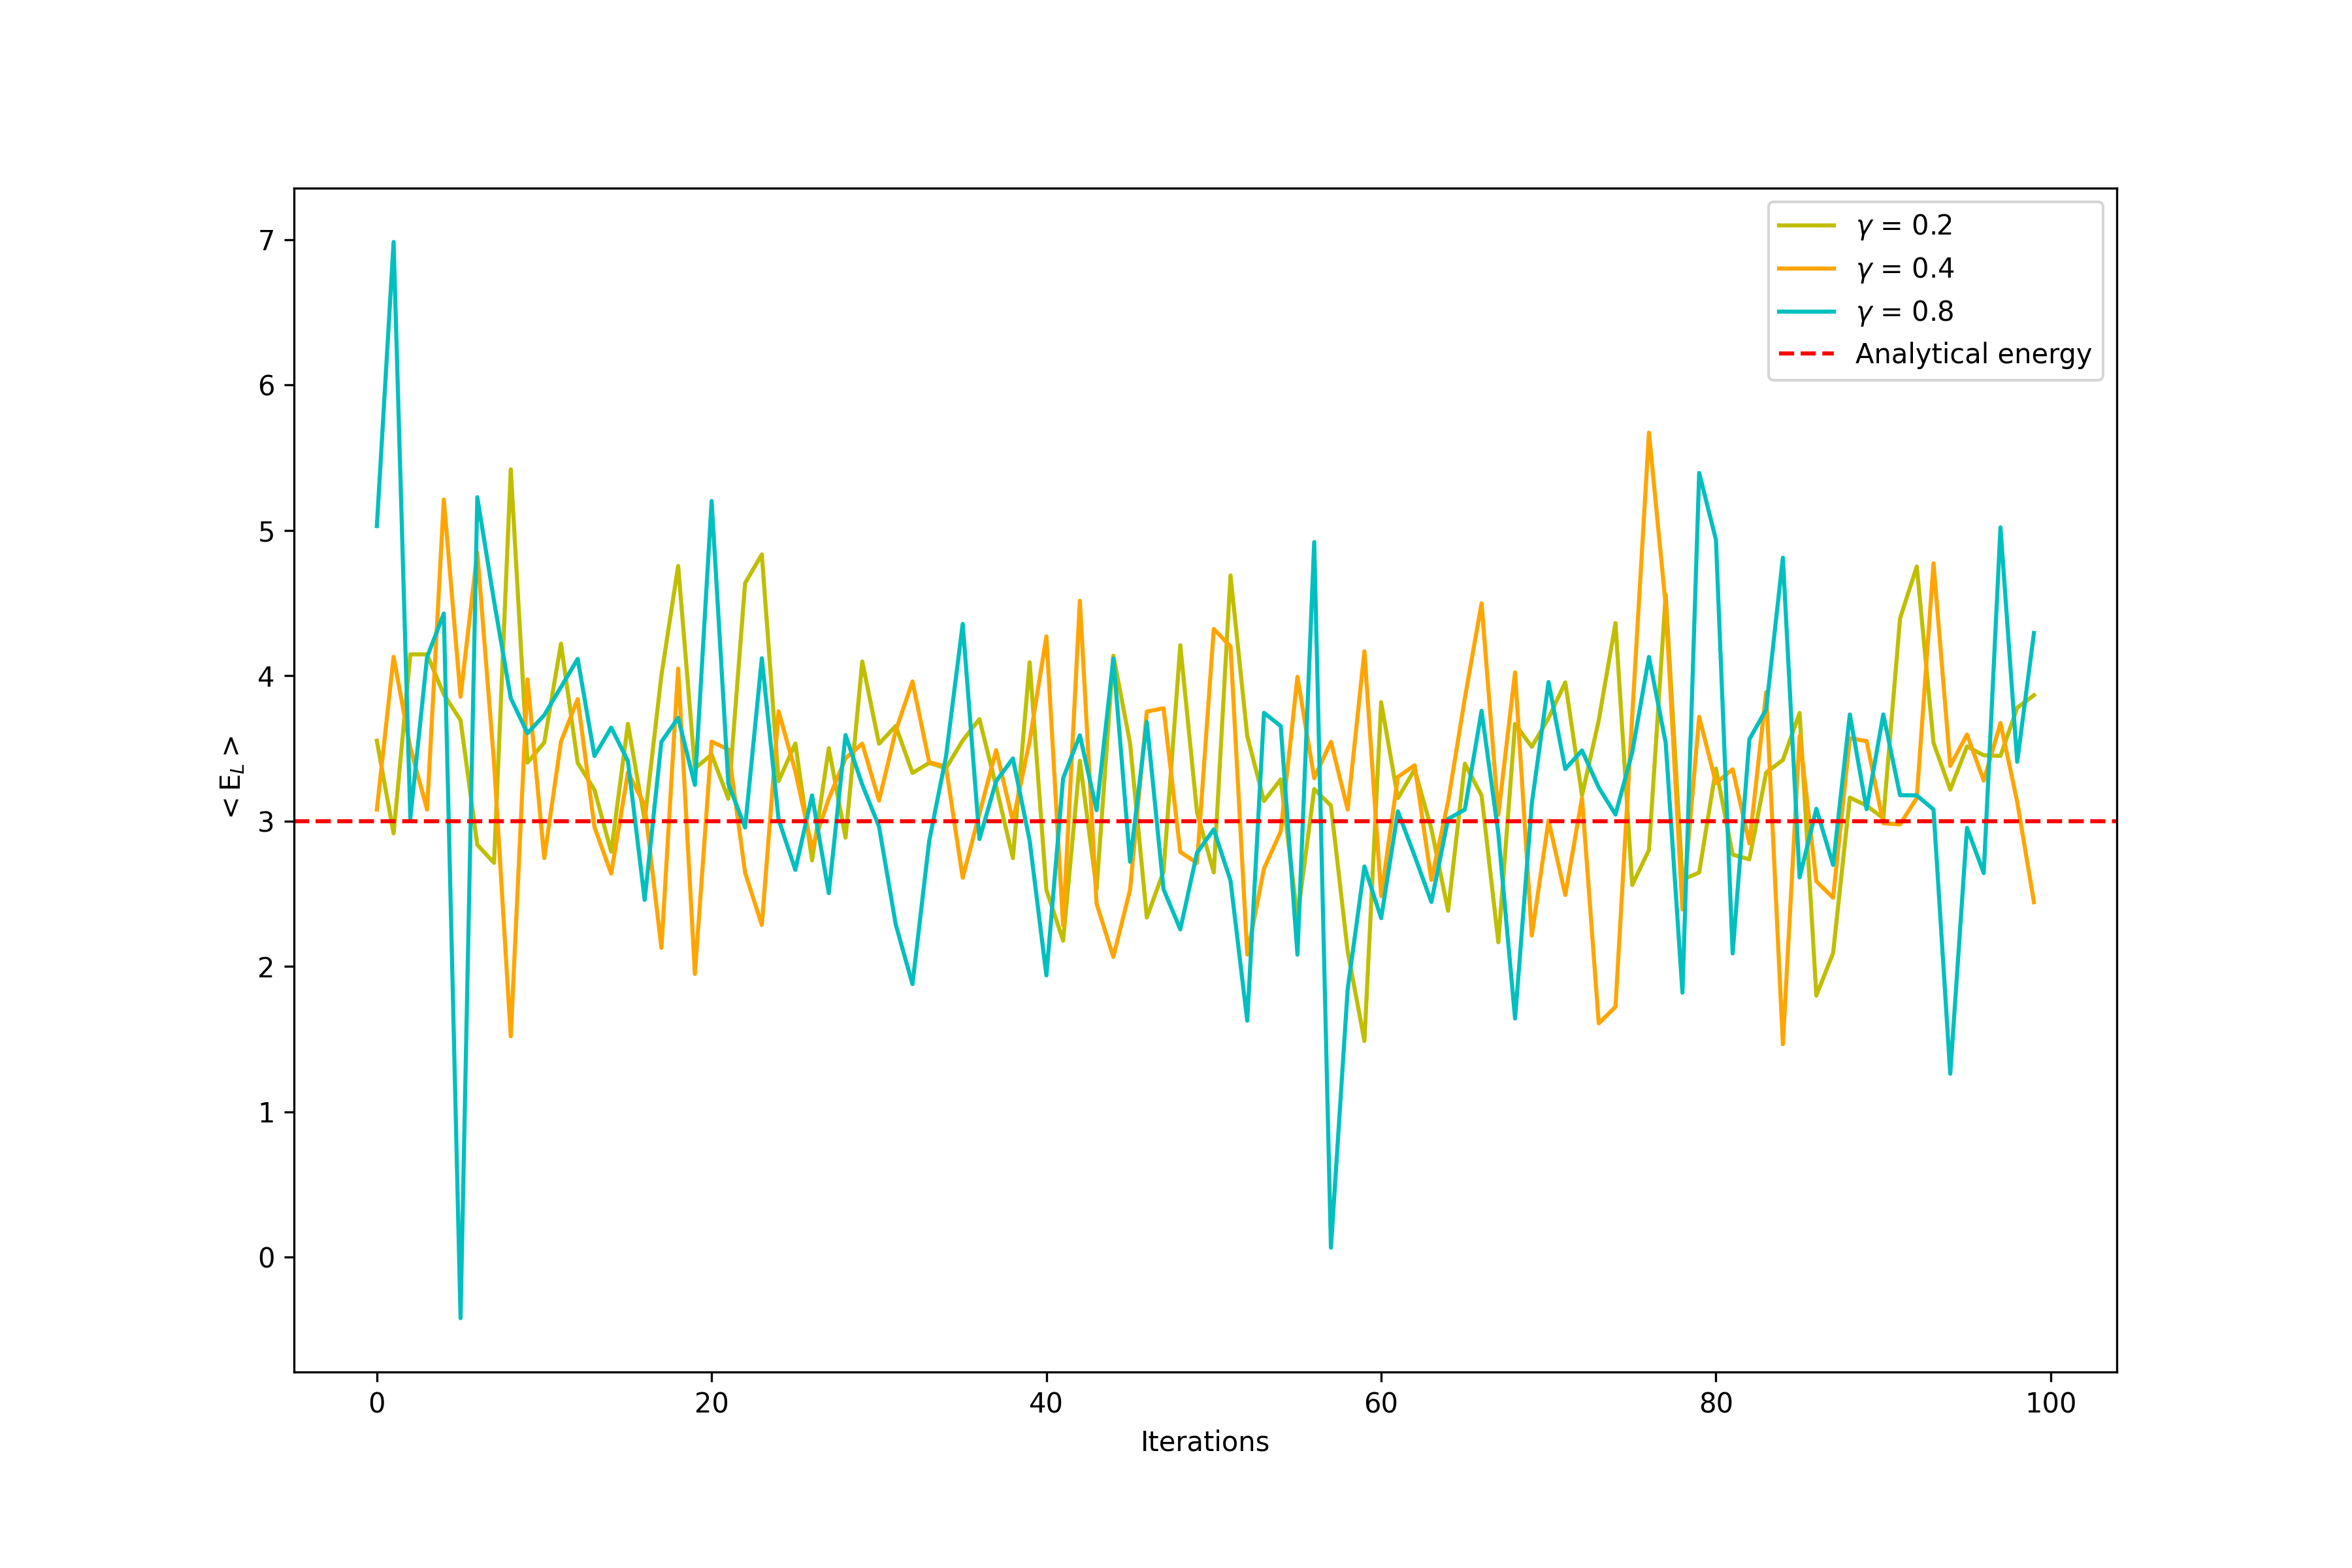 7
6
5
4
3
2
1
0
<E_L>
0 20 40 60 80 100
Iterations
γ = 0.2
γ = 0.4
γ = 0.8
Analytical energy